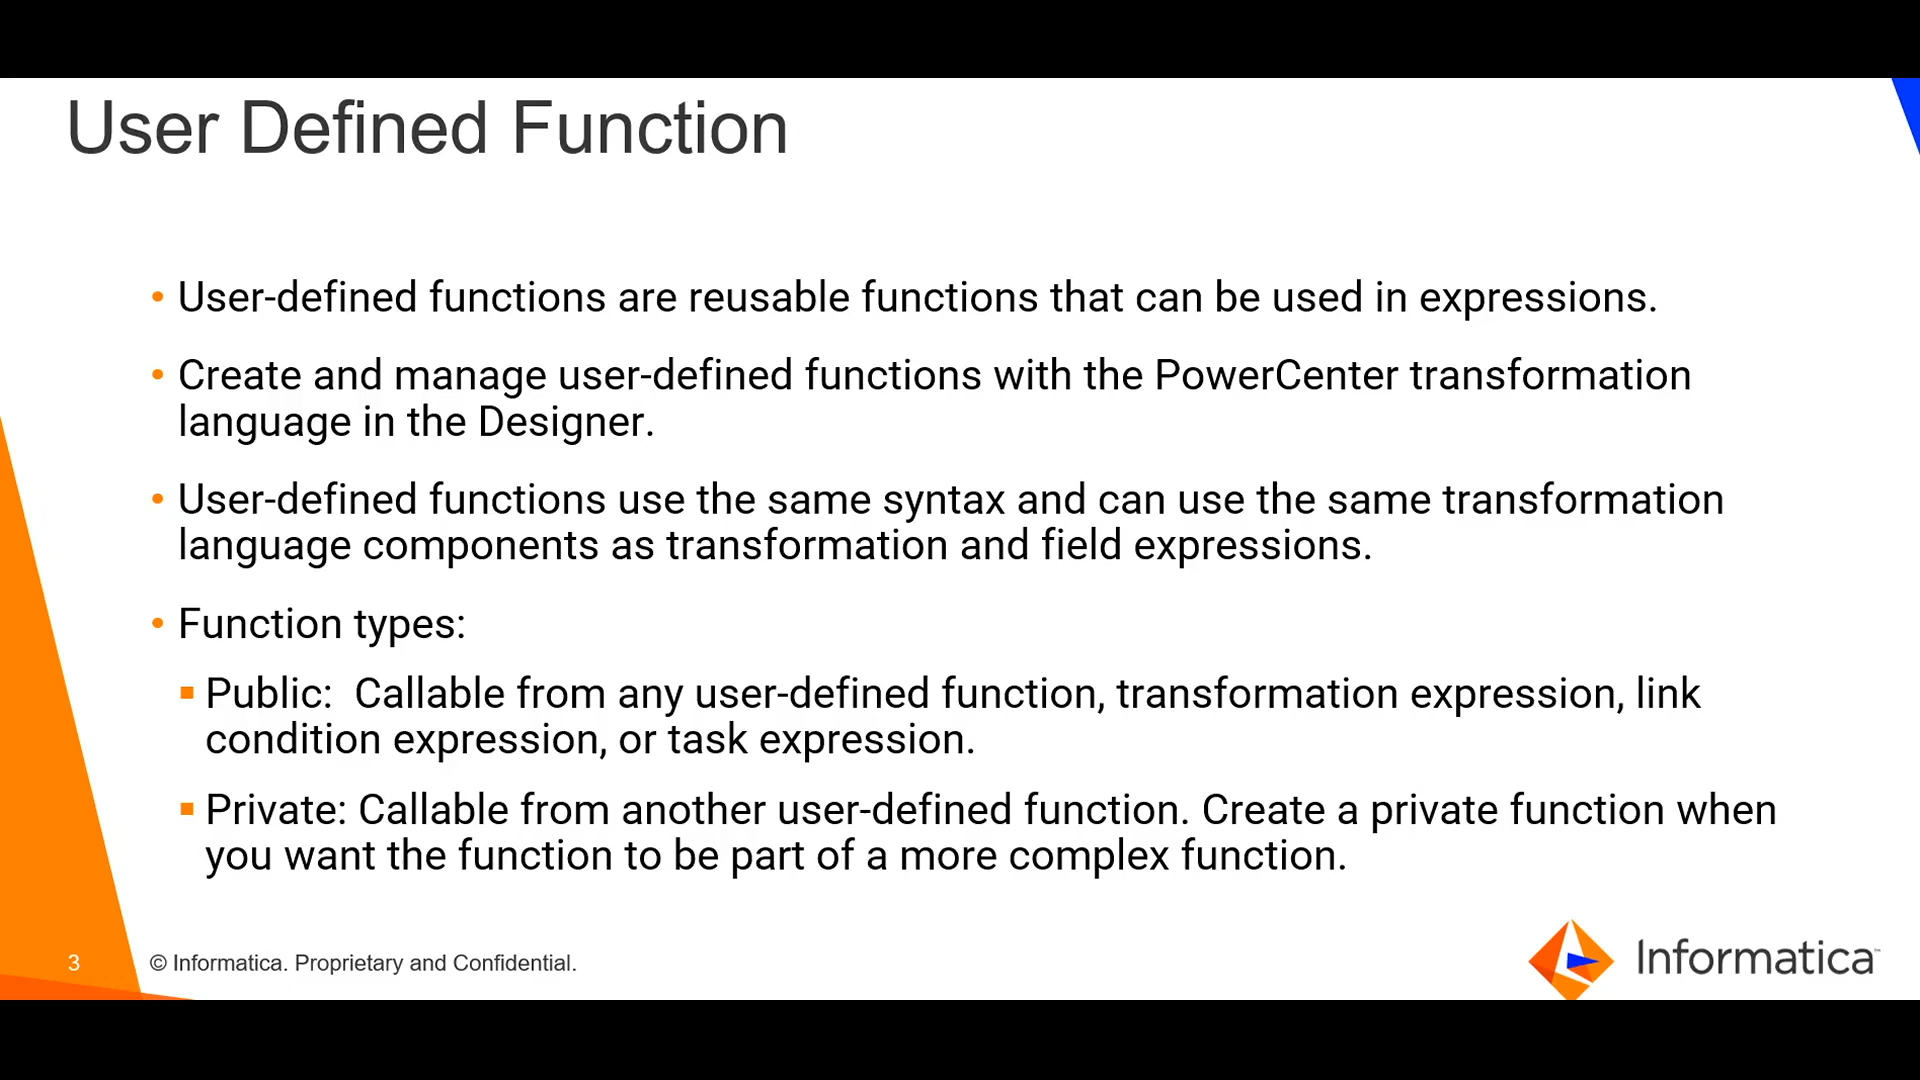 User Defined Function
• User-defined functions are reusable functions that can be used in expressions.
• Create and manage user-defined functions with the PowerCenter transformation
language in the Designer.
• User-defined functions use the same syntax and can use the same transformation
language components as transformation and field expressions.
• Function types:
▪ Public:  Callable from any user-defined function, transformation expression, link
condition expression, or task expression.
▪ Private: Callable from another user-defined function. Create a private function when
you want the function to be part of a more complex function.
3
© Informatica. Proprietary and Confidential.
Informatica™